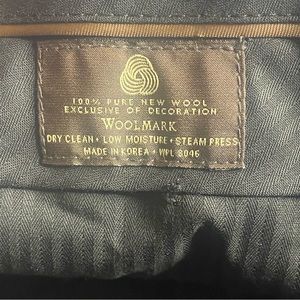 100% PURE NEW WOOL
EXCLUSIVE OF DECORATION
WOOLMARK
DRY CLEAN • LOW MOISTURE • STEAM PRESS
MADE IN KOREA • WPL 8046